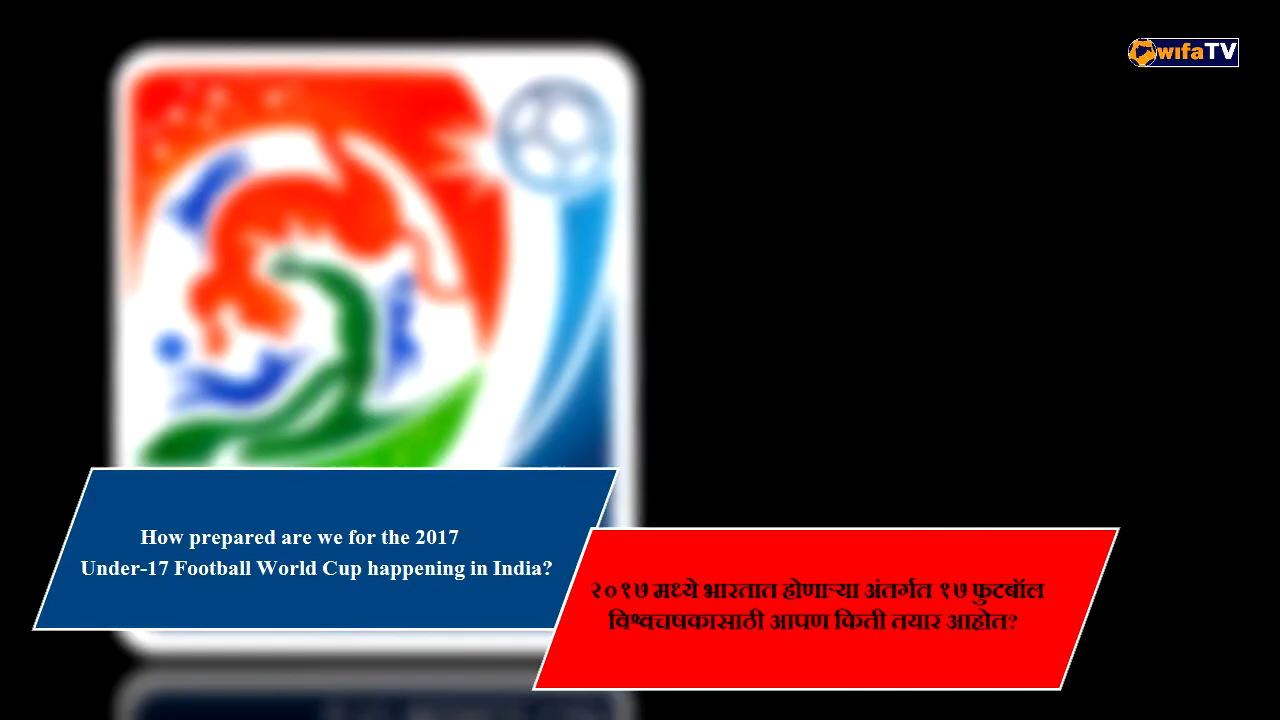 wifaTV
How prepared are we for the 2017
Under-17 Football World Cup happening in India?
२०१७ मध्ये भारतात होणाऱ्या अंतर्गत १७ फुटबॉल
विश्वचषकासाठी आपण किती तयार आहोत?